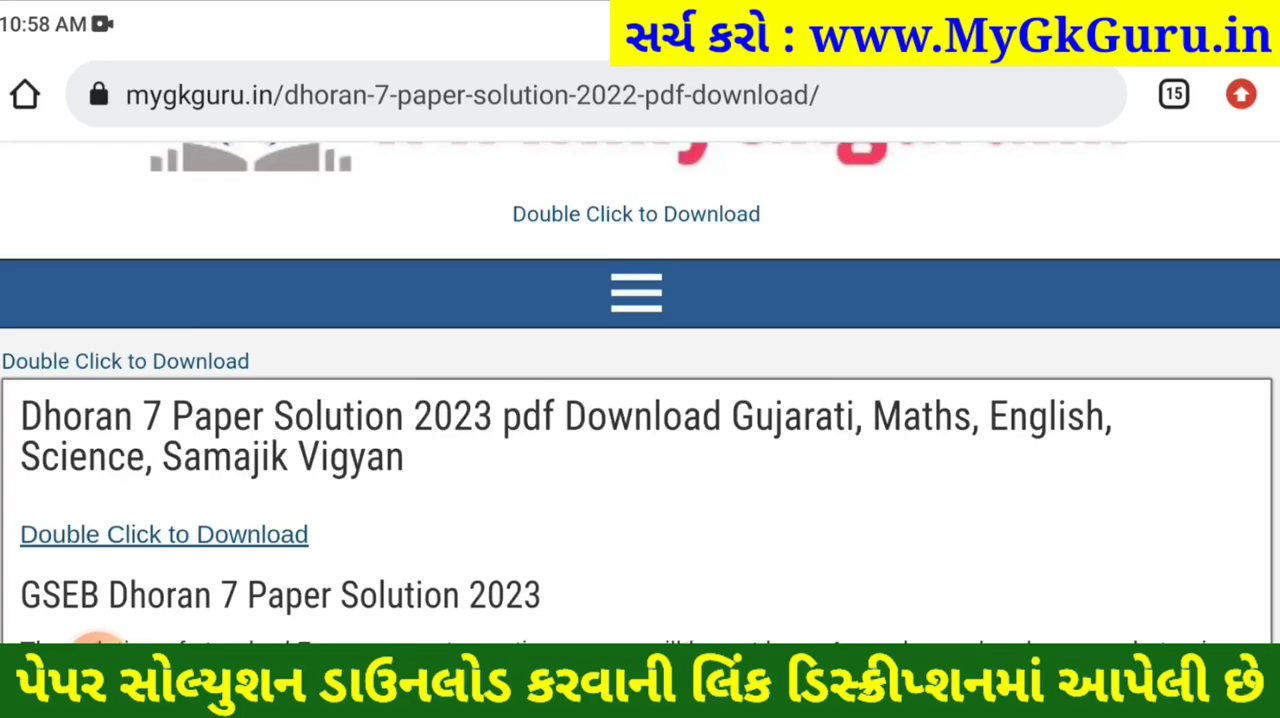 10:58 AM
સર્ચ કરો : www.MyGkGuru.in
mygkguru.in/dhoran-7-paper-solution-2022-pdf-download/
15
Double Click to Download
Double Click to Download
Dhoran 7 Paper Solution 2023 pdf Download Gujarati, Maths, English,
Science, Samajik Vigyan
Double Click to Download
GSEB Dhoran 7 Paper Solution 2023
પેપર સોલ્યુશન ડાઉનલોડ કરવાની લિંક ડિસ્ક્રીપ્શનમાં આપેલી છે